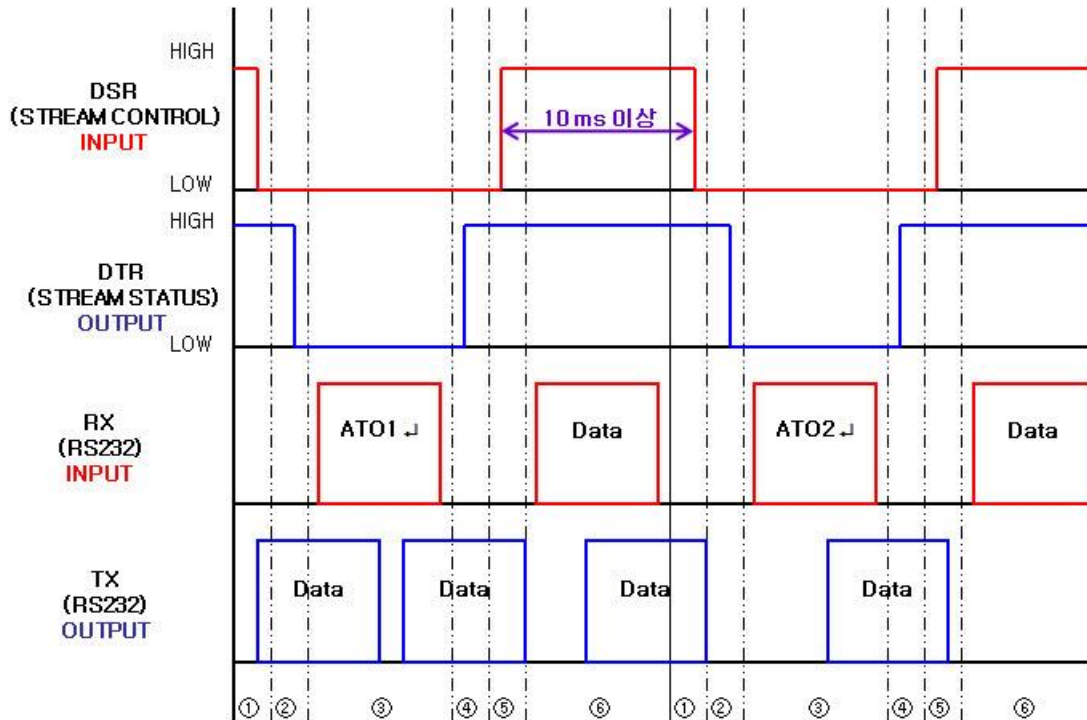 HIGH
DSR
(STREAM CONTROL)
INPUT
10 ms 이상
LOW
HIGH
DTR
(STREAM STATUS)
OUTPUT
LOW
RX
(RS232)
INPUT
ATO1 ↵
Data
ATO2 ↵
Data
TX
(RS232)
OUTPUT
Data
Data
Data
Data
① ② ③ ④ ⑤ ⑥ ① ② ③ ④ ⑤ ⑥